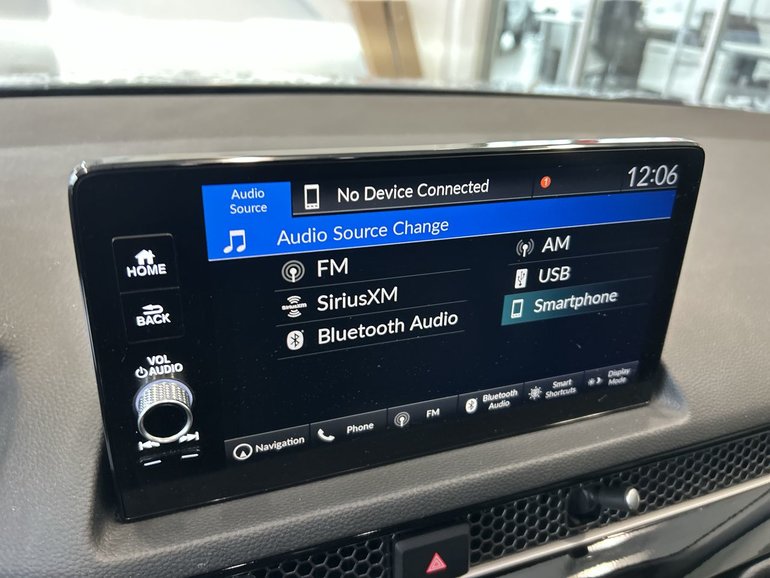 Audio
Source
No Device Connected
12:06
Audio Source Change
FM
AM
SiriusXM
USB
Bluetooth Audio
Smartphone
HOME
BACK
VOL
AUDIO
Navigation
Phone
FM
Bluetooth
Audio
Smart
Shortcuts
Display
Mode